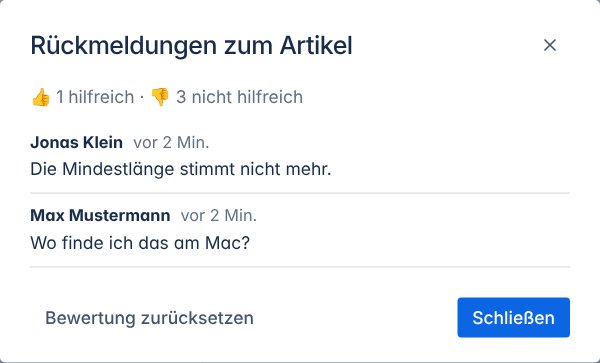 Rückmeldungen zum Artikel
👍 1 hilfreich · 👎 3 nicht hilfreich
Jonas Klein vor 2 Min.
Die Mindestlänge stimmt nicht mehr.
Max Mustermann vor 2 Min.
Wo finde ich das am Mac?
Bewertung zurücksetzen Schließen